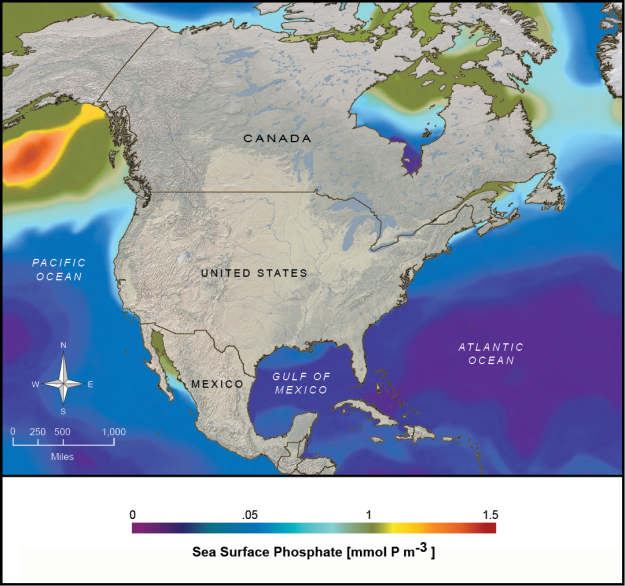 CANADA
PACIFIC
OCEAN
UNITED STATES
ATLANTIC
OCEAN
N
W E
S
MEXICO
GULF OF
MEXICO
0 250 500 1,000
Miles
0 .05 1 1.5
Sea Surface Phosphate [mmol P m-3 ]